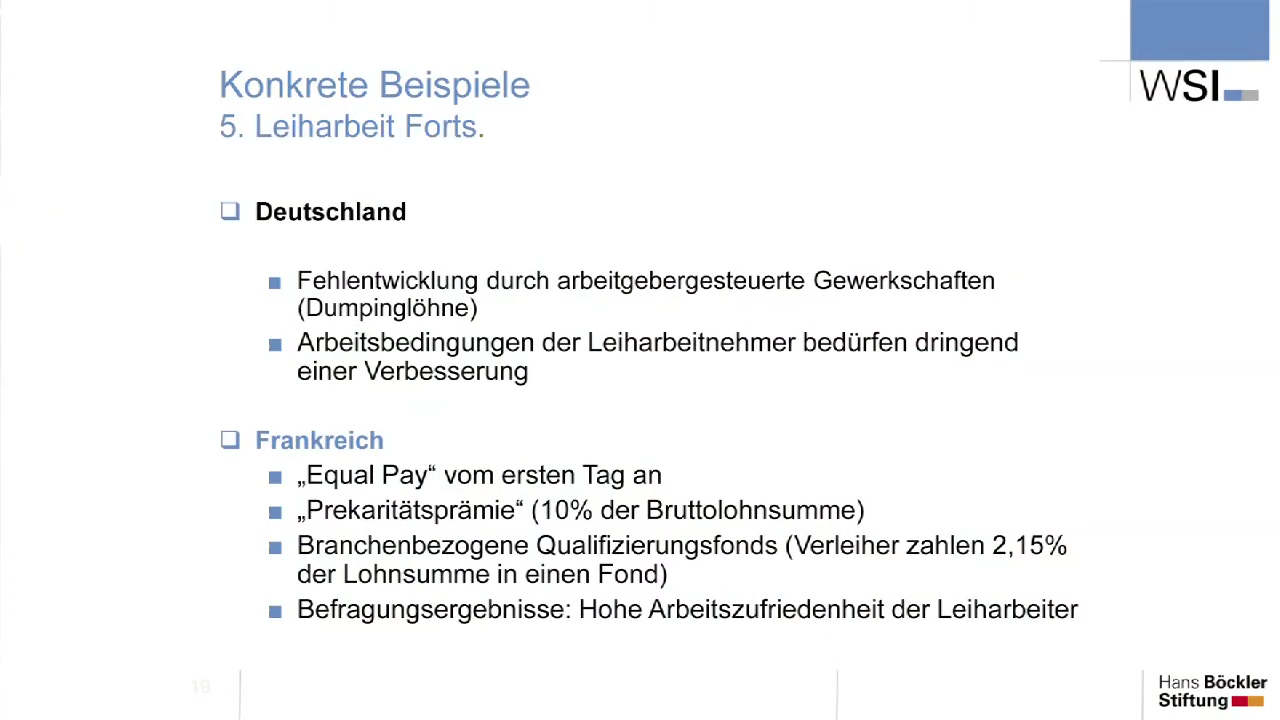 Konkrete Beispiele
5. Leiharbeit Forts.
WSI
Deutschland
Fehlentwicklung durch arbeitgebergesteuerte Gewerkschaften
(Dumpinglöhne)
Arbeitsbedingungen der Leiharbeitnehmer bedürfen dringend
einer Verbesserung
Frankreich
„Equal Pay“ vom ersten Tag an
„Prekaritätsprämie“ (10% der Bruttolohnsumme)
Branchenbezogene Qualifizierungsfonds (Verleiher zahlen 2,15%
der Lohnsumme in einen Fond)
Befragungsergebnisse: Hohe Arbeitszufriedenheit der Leiharbeiter
19
Hans Böckler
Stiftung